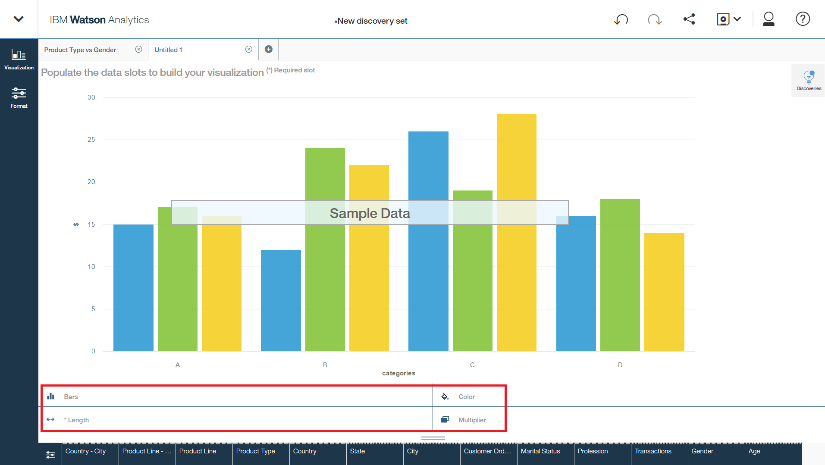 IBM Watson Analytics
•New discovery set
Product Type vs Gender
Untitled 1
Visualization
Format
Populate the data slots to build your visualization (*) Required slot
Discoveries
30
25
20
15
10
5
0
$
Sample Data
A
B
C
D
categories
Bars
Color
* Length
Multiplier
Country - City
Product Line - ...
Product Line
Product Type
Country
State
City
Customer Ord...
Marital Status
Profession
Transactions
Gender
Age